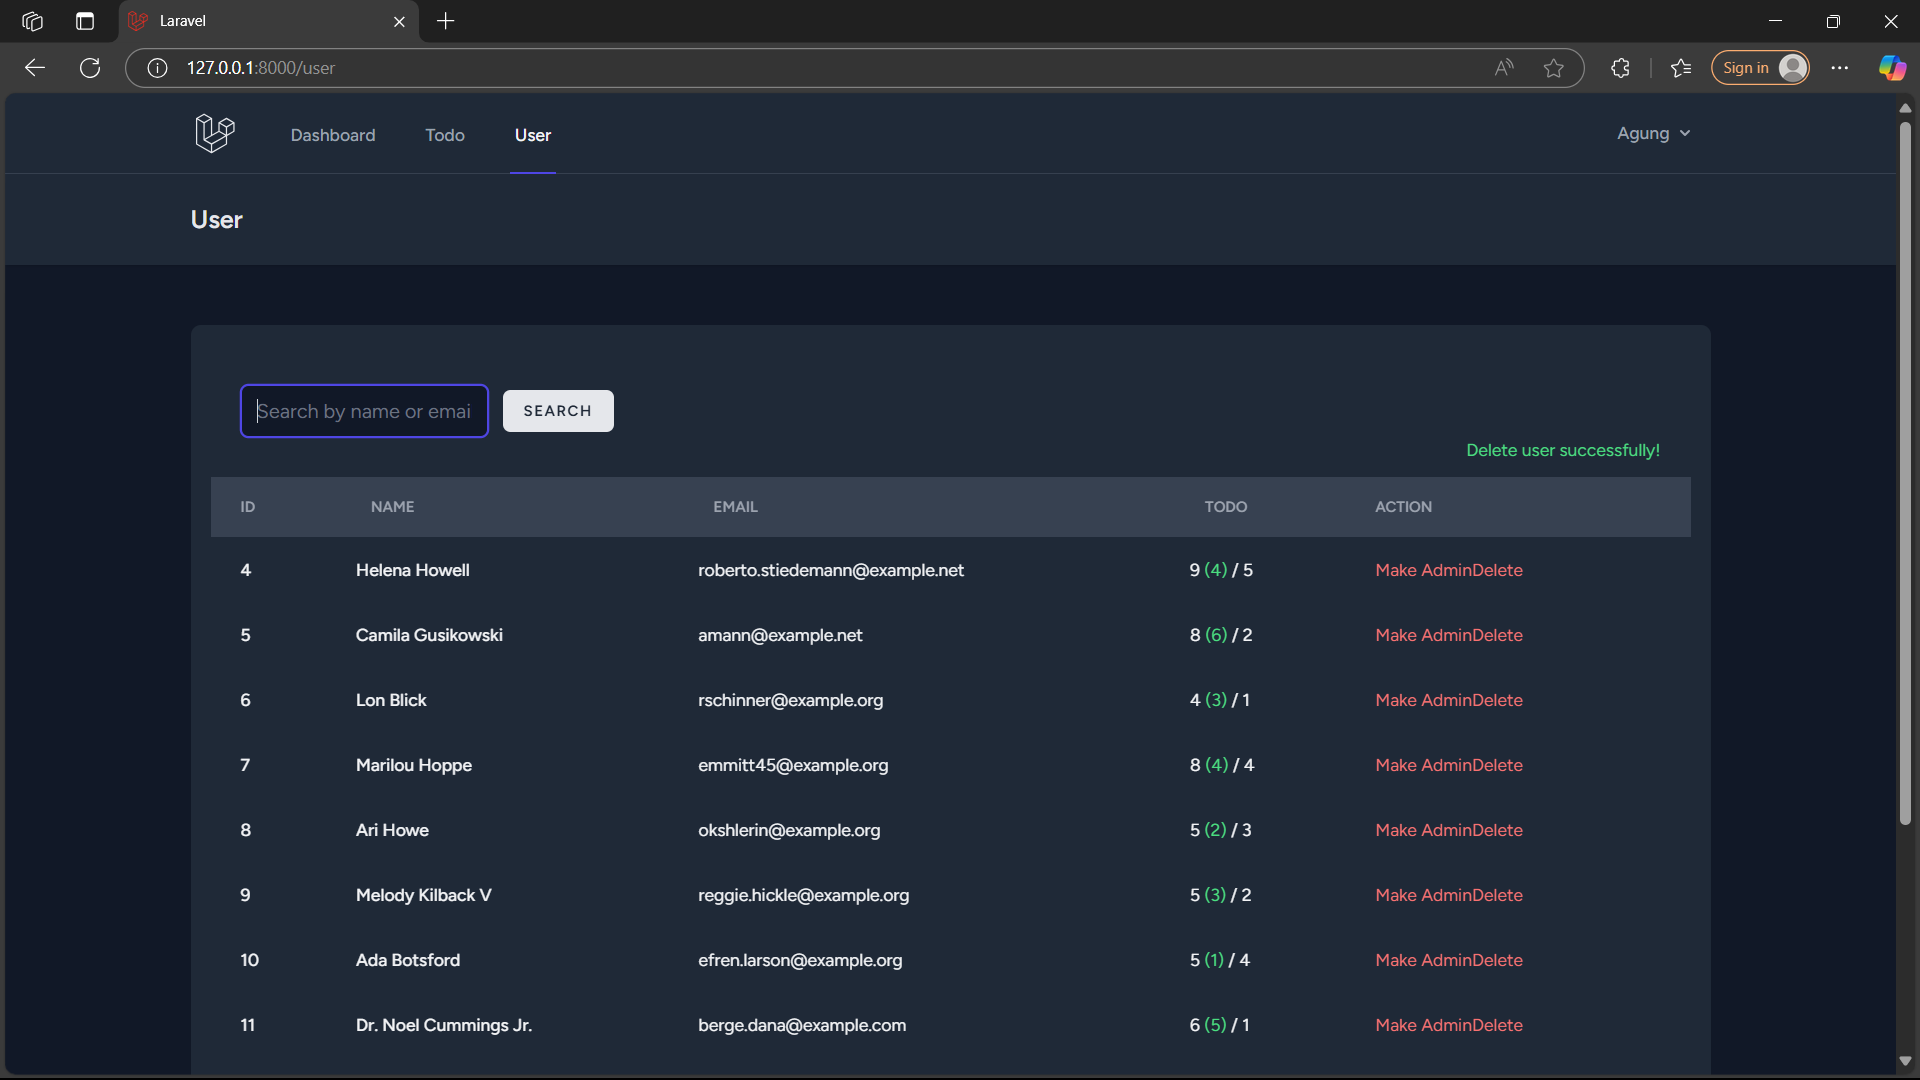 Laravel
127.0.0.1:8000/user
Sign in
Dashboard Todo User
Agung
User
Search by name or emai
SEARCH
Delete user successfully!
ID NAME EMAIL TODO ACTION
4 Helena Howell roberto.stiedemann@example.net 9 (4) / 5 Make AdminDelete
5 Camila Gusikowski amann@example.net 8 (6) / 2 Make AdminDelete
6 Lon Blick rschinner@example.org 4 (3) / 1 Make AdminDelete
7 Marilou Hoppe emmitt45@example.org 8 (4) / 4 Make AdminDelete
8 Ari Howe okshlerin@example.org 5 (2) / 3 Make AdminDelete
9 Melody Kilback V reggie.hickle@example.org 5 (3) / 2 Make AdminDelete
10 Ada Botsford efren.larson@example.org 5 (1) / 4 Make AdminDelete
11 Dr. Noel Cummings Jr. berge.dana@example.com 6 (5) / 1 Make AdminDelete